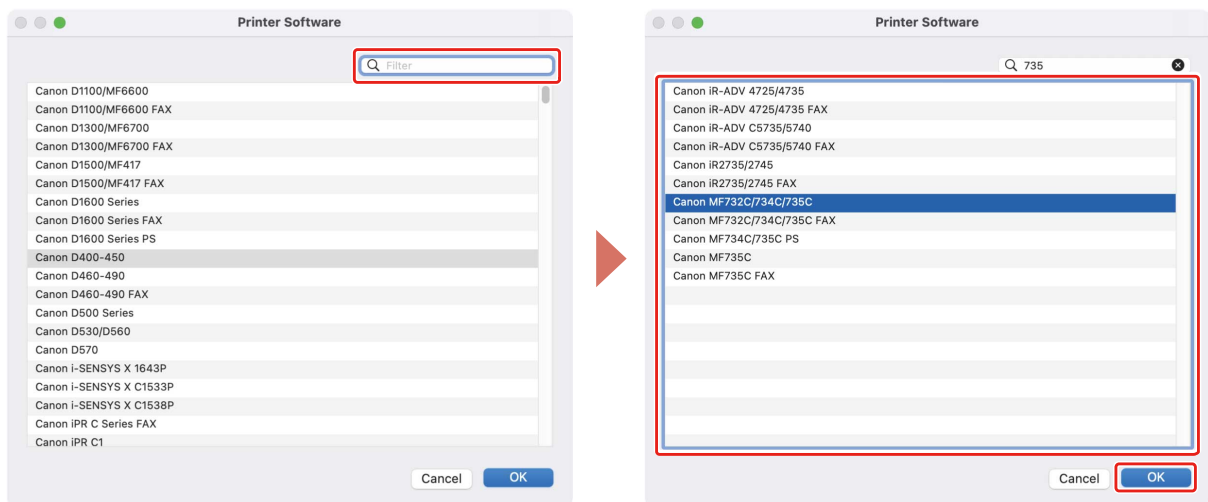 Printer Software
Filter
Canon D1100/MF6600
Canon D1100/MF6600 FAX
Canon D1300/MF6700
Canon D1300/MF6700 FAX
Canon D1500/MF417
Canon D1500/MF417 FAX
Canon D1600 Series
Canon D1600 Series FAX
Canon D1600 Series PS
Canon D400-450
Canon D460-490
Canon D460-490 FAX
Canon D500 Series
Canon D530/D560
Canon D570
Canon i-SENSYS X 1643P
Canon i-SENSYS X C1533P
Canon i-SENSYS X C1538P
Canon iPR C Series FAX
Canon iPR C1
Cancel OK
Printer Software
735
Canon iR-ADV 4725/4735
Canon iR-ADV 4725/4735 FAX
Canon iR-ADV C5735/5740
Canon iR-ADV C5735/5740 FAX
Canon iR2735/2745
Canon iR2735/2745 FAX
Canon MF732C/734C/735C
Canon MF732C/734C/735C FAX
Canon MF734C/735C PS
Canon MF735C
Canon MF735C FAX
Cancel OK